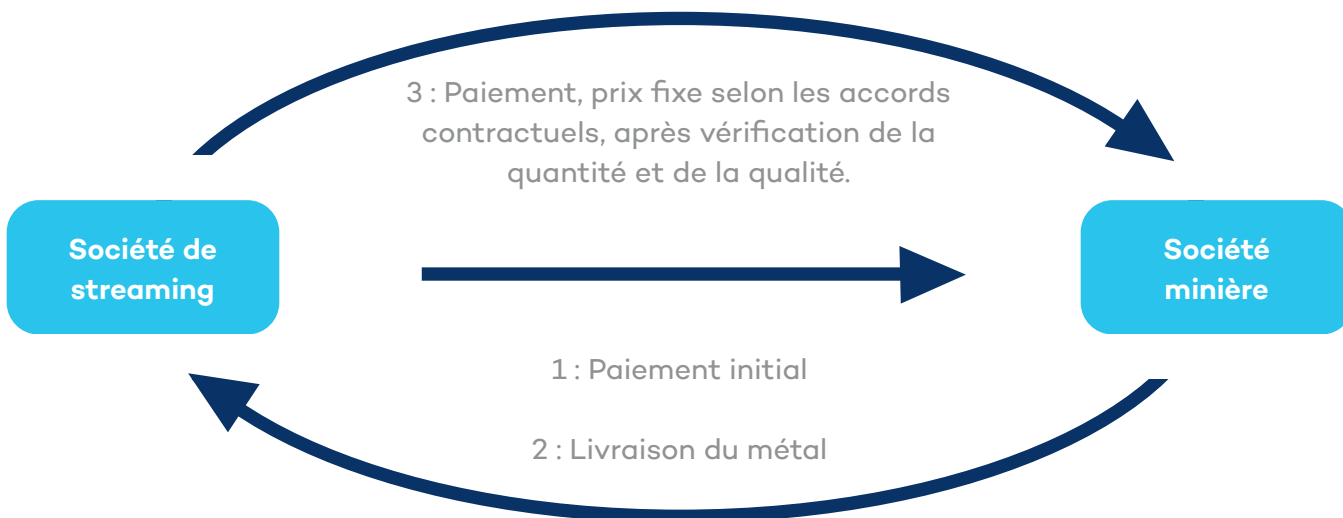 3 : Paiement, prix fixe selon les accords
contractuels, après vérification de la
quantité et de la qualité.
Société de
streaming
Société
minière
1 : Paiement initial
2 : Livraison du métal